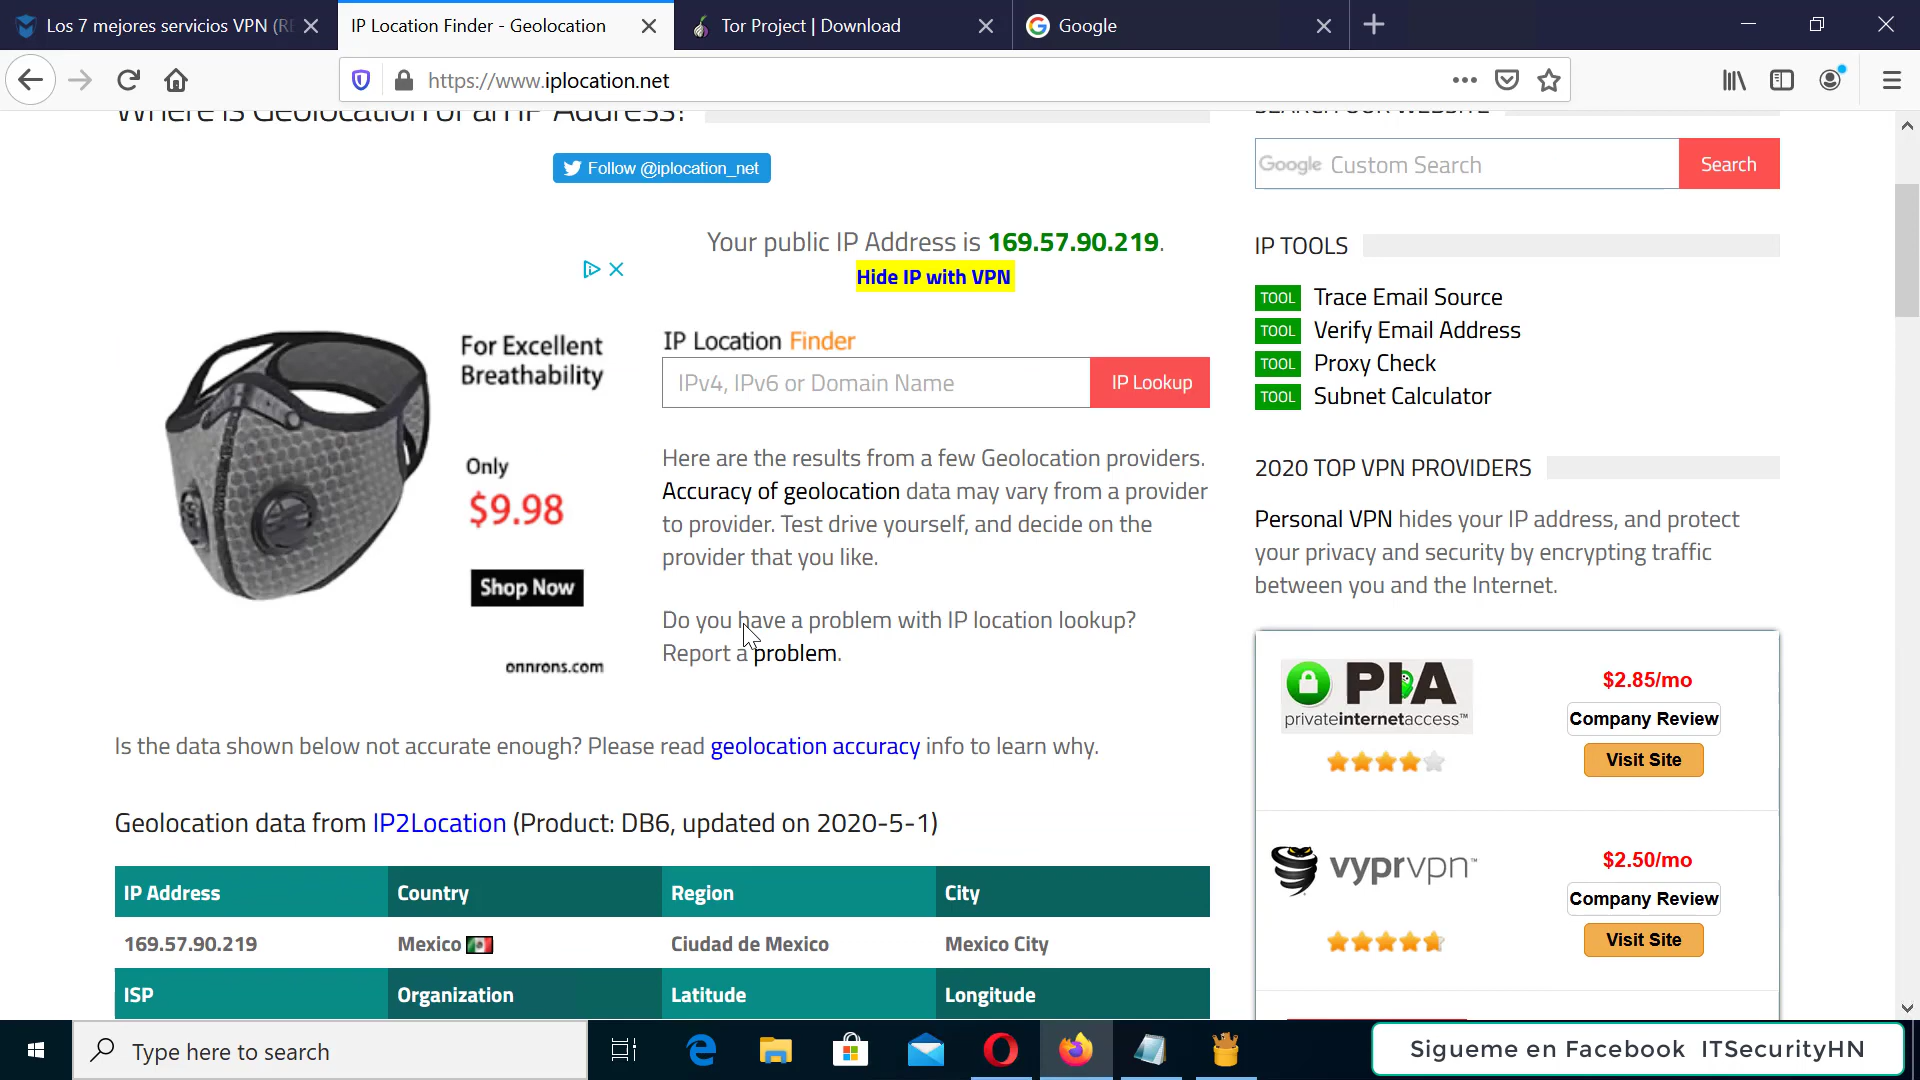 Los 7 mejores servicios VPN (RE
IP Location Finder - Geolocation
Tor Project | Download
Google
https://www.iplocation.net
Where is Geolocation of an IP Address?
Follow @iplocation_net
Your public IP Address is 169.57.90.219.
Hide IP with VPN
For Excellent
Breathability
Only
$9.98
Shop Now
onnrons.com
IP Location Finder
IPv4, IPv6 or Domain Name
IP Lookup
Here are the results from a few Geolocation providers.
Accuracy of geolocation data may vary from a provider
to provider. Test drive yourself, and decide on the
provider that you like.
Do you have a problem with IP location lookup?
Report a problem.
Is the data shown below not accurate enough? Please read geolocation accuracy info to learn why.
Geolocation data from IP2Location (Product: DB6, updated on 2020-5-1)
IP Address Country Region City
169.57.90.219 Mexico Ciudad de Mexico Mexico City
ISP Organization Latitude Longitude
SEARCH OUR WEBSITE
Google Custom Search
Search
IP TOOLS
TOOL Trace Email Source
TOOL Verify Email Address
TOOL Proxy Check
TOOL Subnet Calculator
2020 TOP VPN PROVIDERS
Personal VPN hides your IP address, and protect
your privacy and security by encrypting traffic
between you and the Internet.
PIA
privateinternetaccess™
$2.85/mo
Company Review
Visit Site
vyprvpn™
$2.50/mo
Company Review
Visit Site
Type here to search
Sigueme en Facebook ITSecurityHN